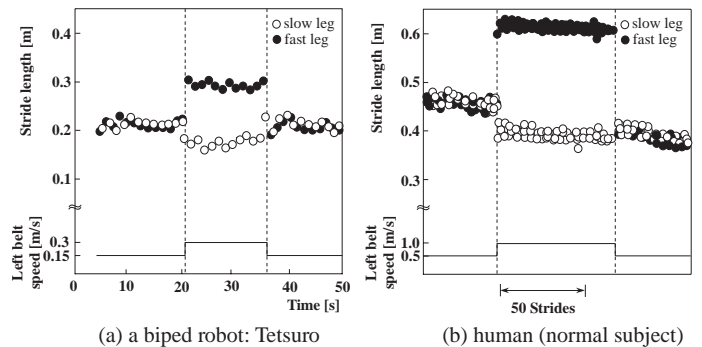 (a)
0.4
0.3
0.2
0.1
Stride length [m]
slow leg
fast leg
Left belt
speed [m/s]
0.3
0.15
0 10 20 30 40 50
Time [s]
(a) a biped robot: Tetsuro
(b)
0.6
0.5
0.4
0.3
Stride length [m]
slow leg
fast leg
Left belt
speed [m/s]
1.0
0.5
50 Strides
(b) human (normal subject)